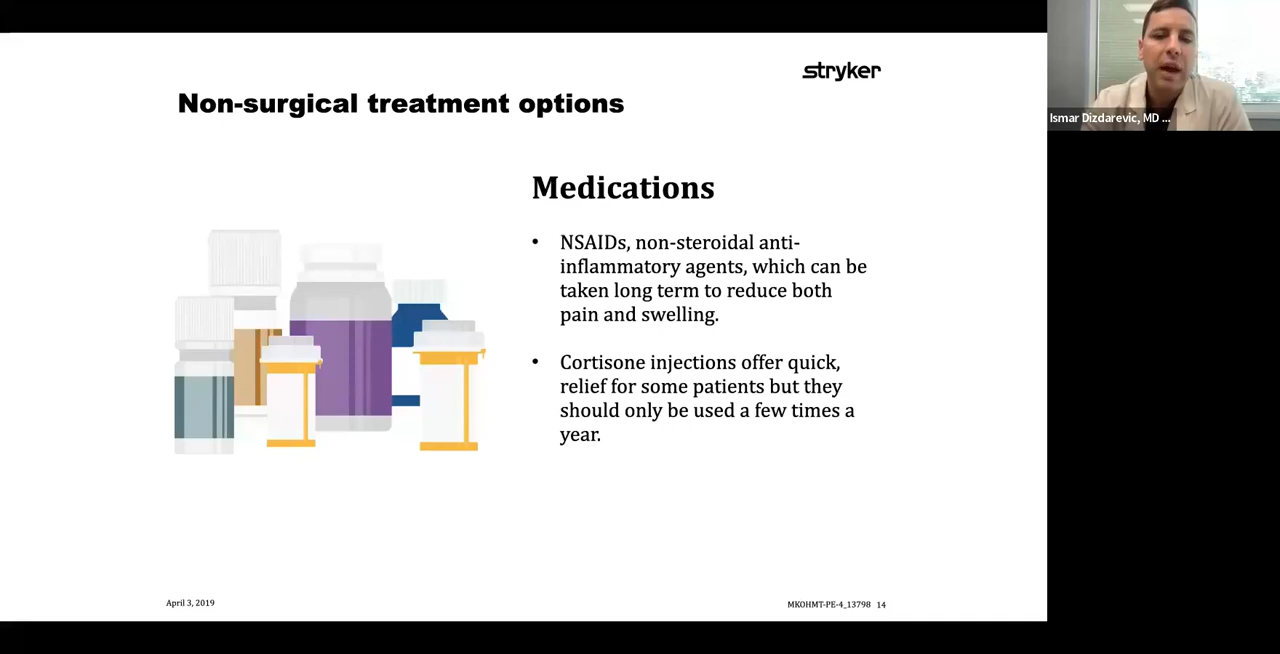 stryker
Non-surgical treatment options
Ismar Dizdarevic, MD ...
Medications
• NSAIDs, non-steroidal anti-
inflammatory agents, which can be
taken long term to reduce both
pain and swelling.
• Cortisone injections offer quick,
relief for some patients but they
should only be used a few times a
year.
April 3, 2019
MKOHMT-PE-4_13798 14